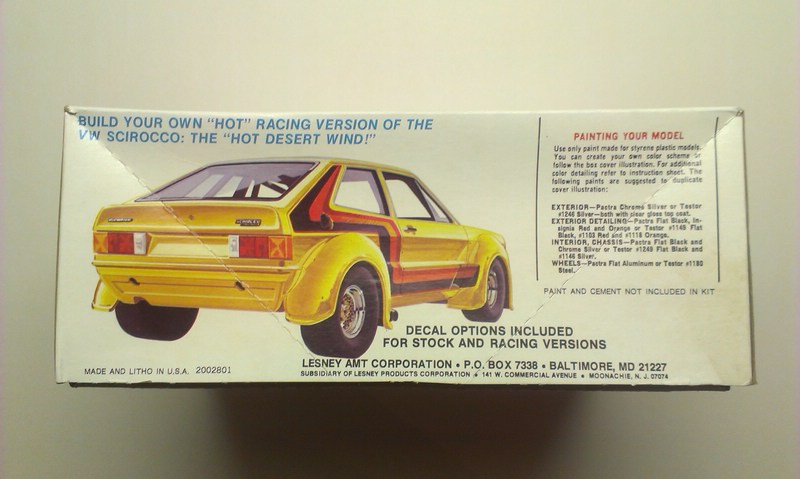 BUILD YOUR OWN "HOT" RACING VERSION OF THE
VW SCIROCCO: THE "HOT DESERT WIND!"
PAINTING YOUR MODEL
Use only paint made for styrene plastic models.
You can create your own color scheme or
follow the box cover illustration. For additional
color detailing refer to instruction sheet. The
following paints are suggested to duplicate
cover illustration:
EXTERIOR—Pactra Chrome Silver or Testor
#1246 Silver—both with clear gloss top coat.
EXTERIOR DETAILING—Pactra Flat Black, In-
signia Red and Orange or Testor #1149 Flat
Black, #1103 Red and #1118 Orange.
INTERIOR, CHASSIS—Pactra Flat Black and
Chrome Silver or Testor #1249 Flat Black and
#1146 Silver.
WHEELS—Pactra Flat Aluminum or Testor #1180
Steel.
PAINT AND CEMENT NOT INCLUDED IN KIT
SCIROCCO
DECAL OPTIONS INCLUDED
FOR STOCK AND RACING VERSIONS
MADE AND LITHO IN U.S.A. 2002801
LESNEY AMT CORPORATION • P.O. BOX 7338 • BALTIMORE, MD 21227
SUBSIDIARY OF LESNEY PRODUCTS CORPORATION • 141 W. COMMERCIAL AVENUE • MOONACHIE, N.J. 07074